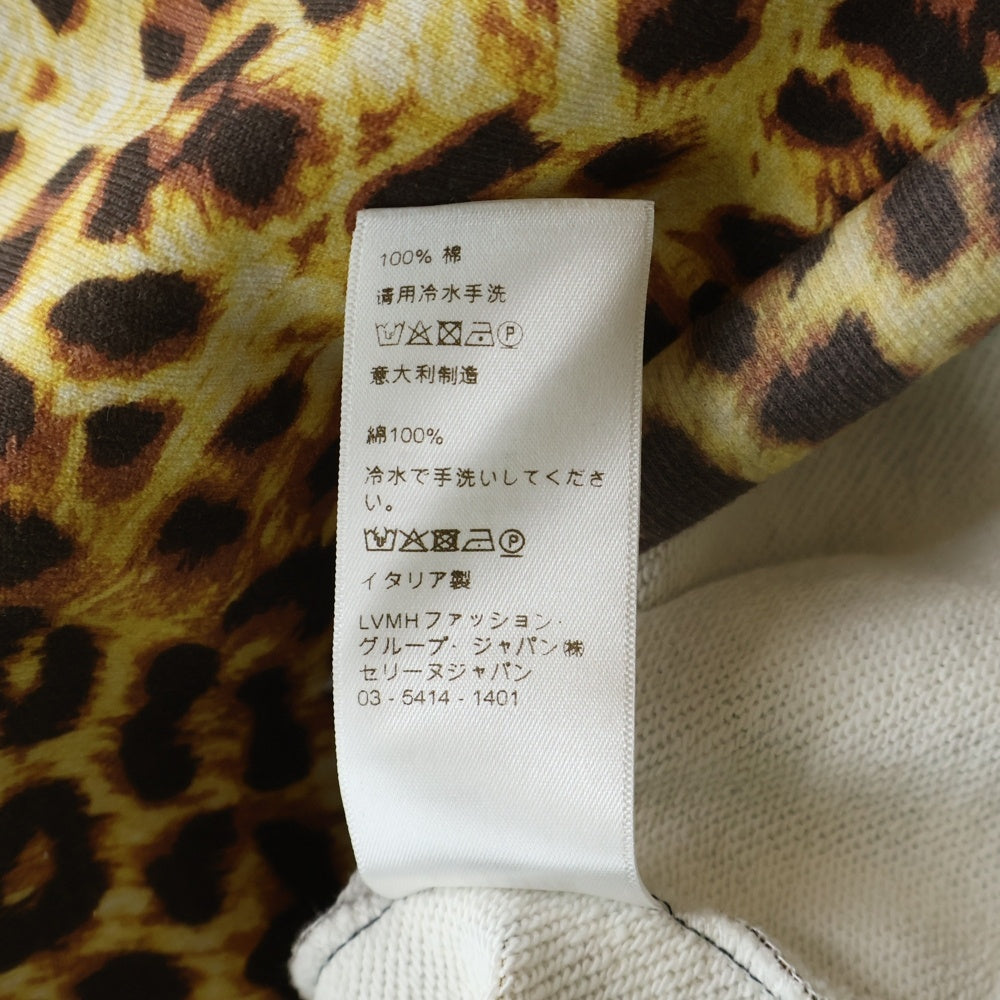 100% 棉
请用冷水手洗
P
意大利制造
綿100%
冷水で手洗いしてくださ
い。
P
イタリア製
LVMHファッション・
グループ・ジャパン㈱
セリーヌジャパン
03 - 5414 - 1401